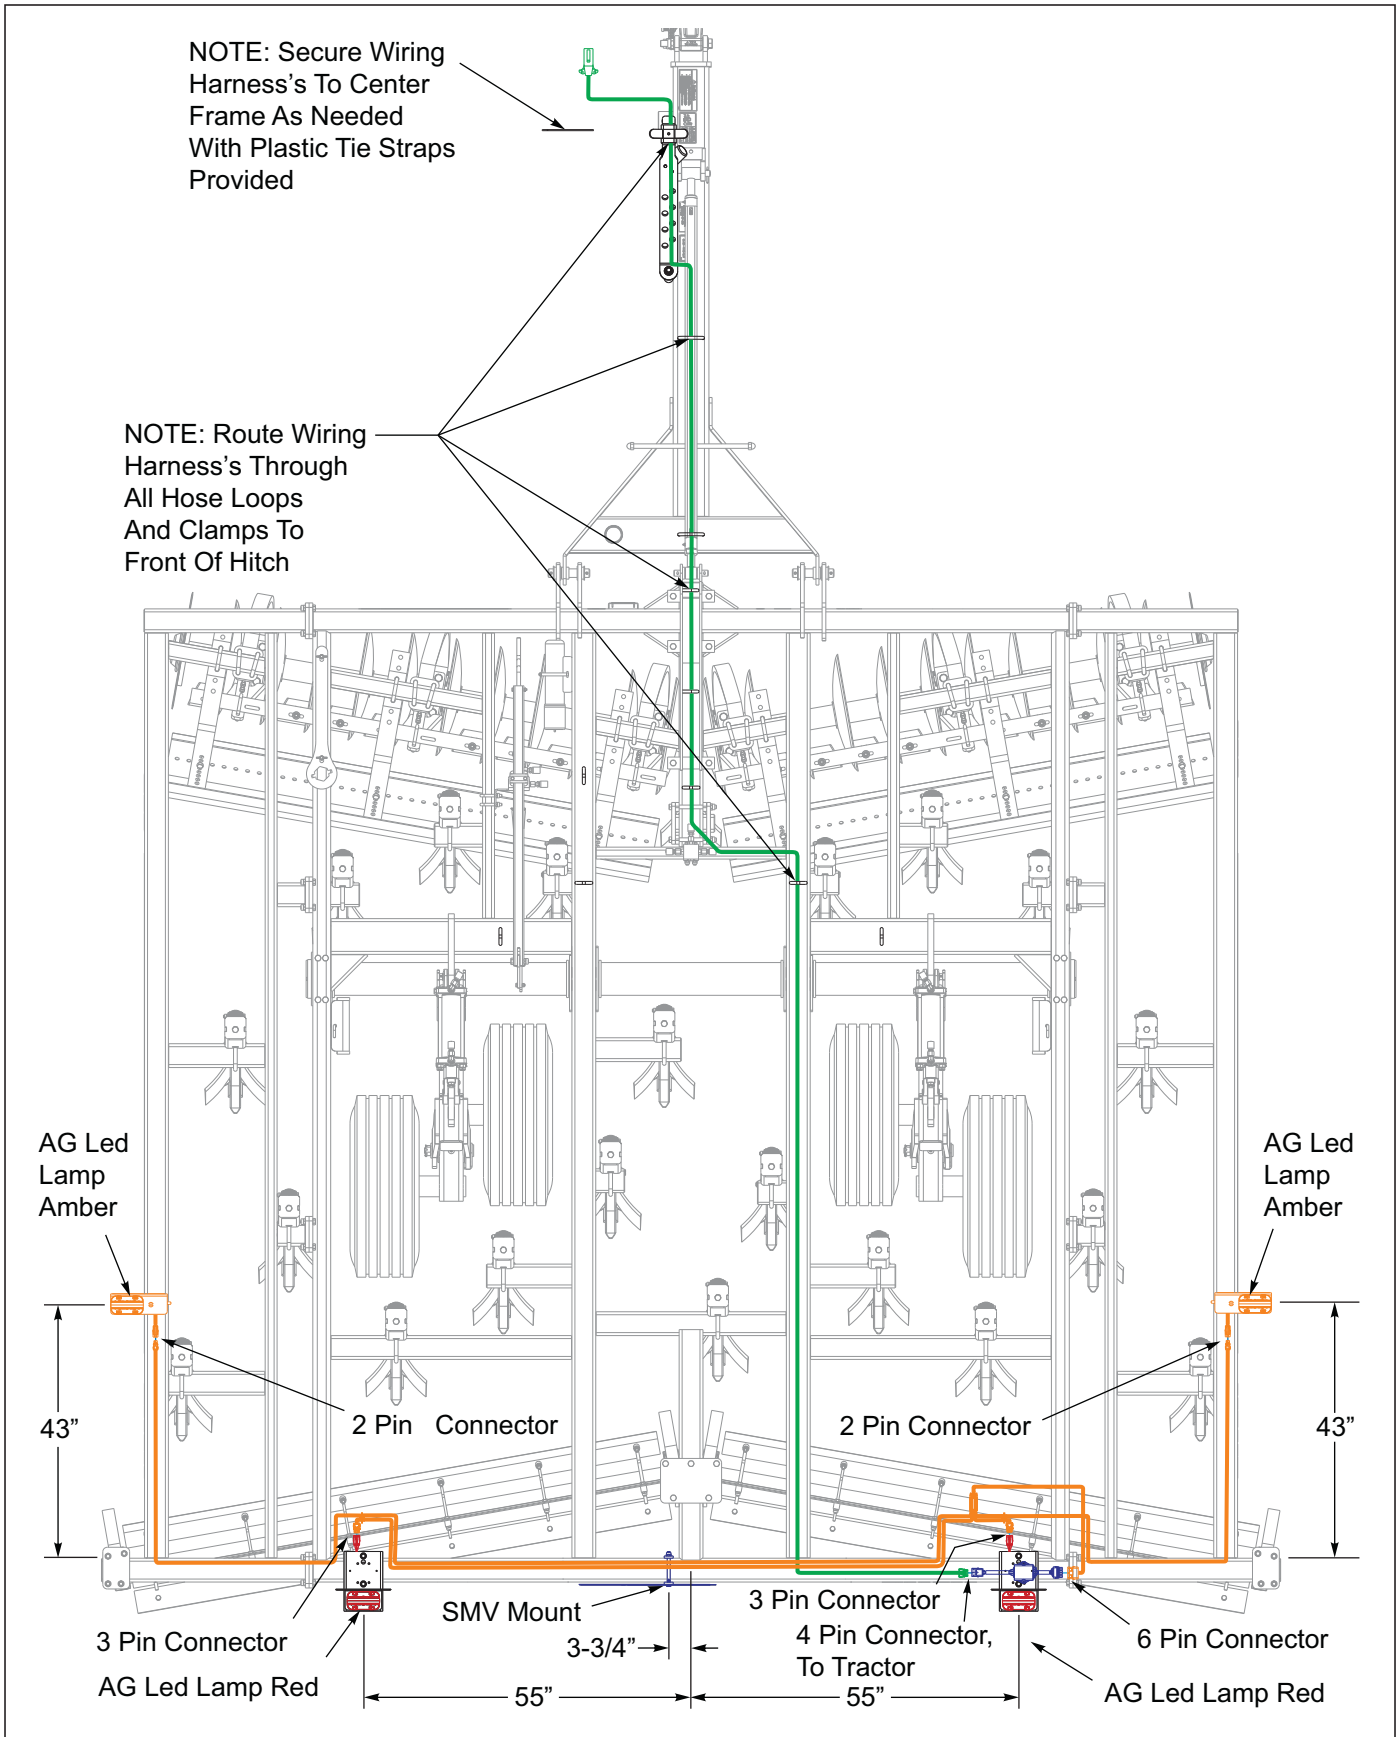 NOTE: Secure Wiring
Harness's To Center
Frame As Needed
With Plastic Tie Straps
Provided
NOTE: Route Wiring
Harness's Through
All Hose Loops
And Clamps To
Front Of Hitch
AG Led
Lamp
Amber
AG Led
Lamp
Amber
2 Pin Connector
2 Pin Connector
43”
43”
SMV Mount
3 Pin Connector
3 Pin Connector
4 Pin Connector,
To Tractor
6 Pin Connector
3-3/4”
AG Led Lamp Red
55”
55”
AG Led Lamp Red